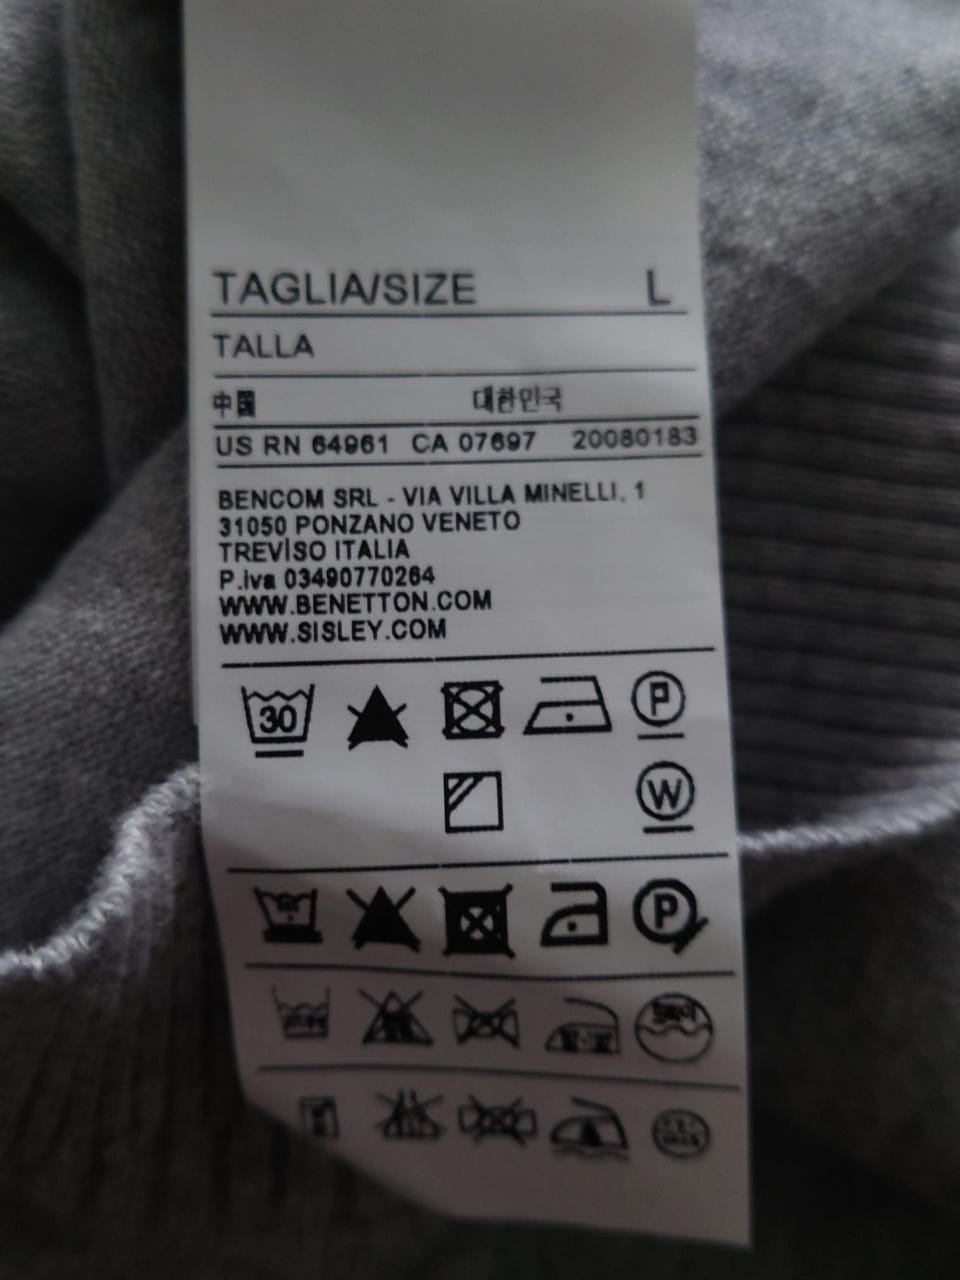 TAGLIA/SIZE L
TALLA
中國 대한민국
US RN 64961 CA 07697 20080183
BENCOM SRL - VIA VILLA MINELLI, 1
31050 PONZANO VENETO
TREVISO ITALIA
P.iva 03490770264
WWW.BENETTON.COM
WWW.SISLEY.COM
30 P
W
P